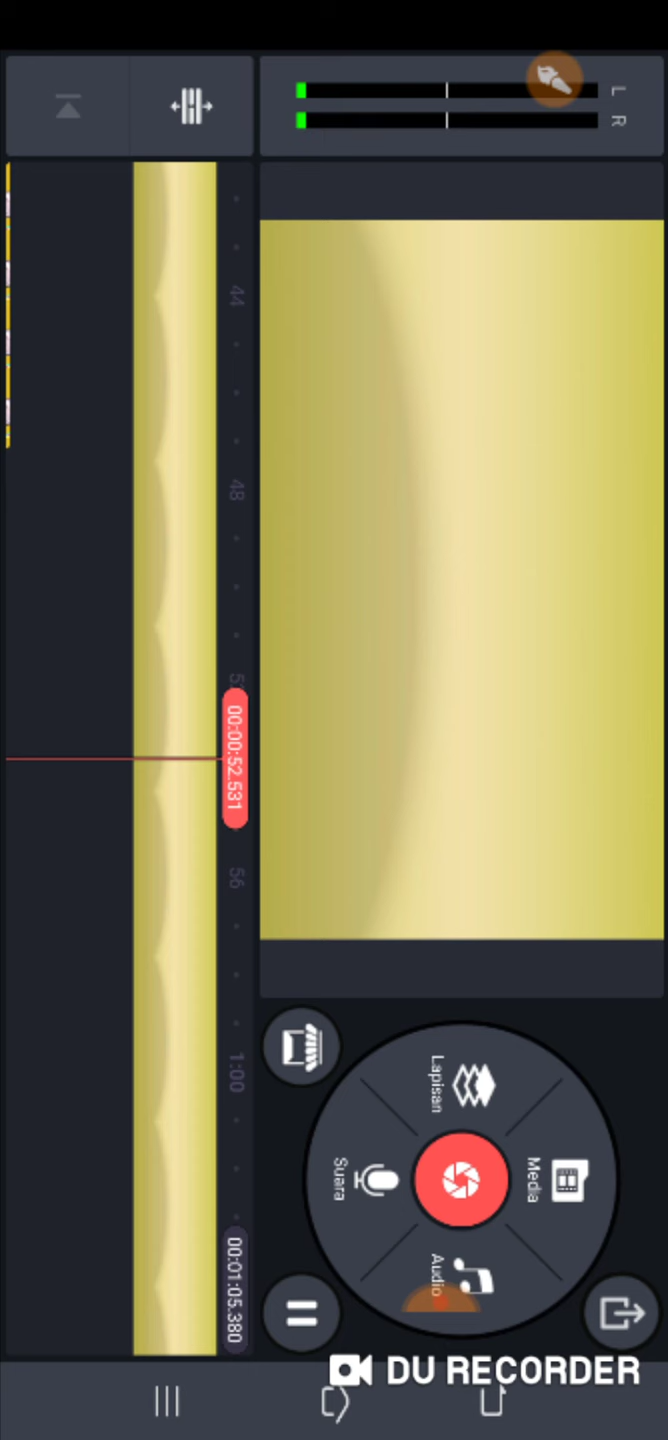 L
R
44
48
00:00:52.531
56
1:00
00:01:05.380
Lapisan
Media
Suara
Audio
DU RECORDER